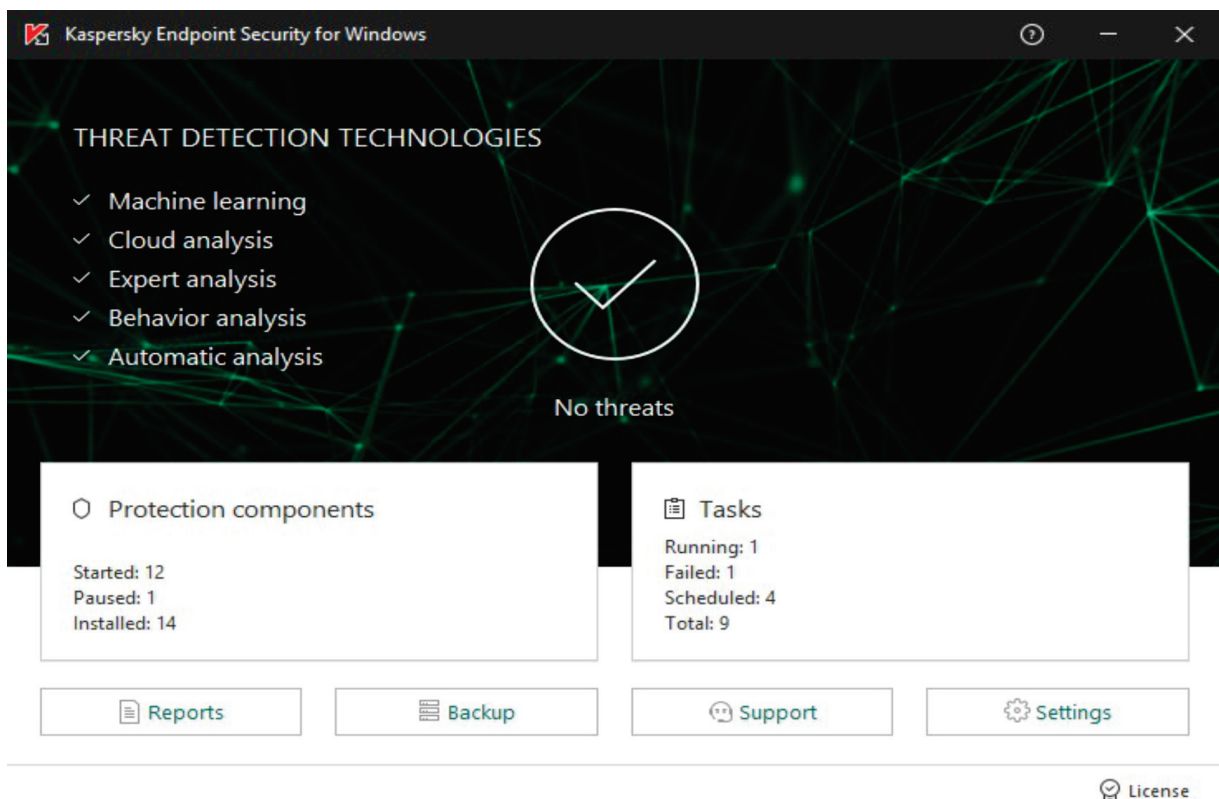 Kaspersky Endpoint Security for Windows
THREAT DETECTION TECHNOLOGIES
Machine learning
Cloud analysis
Expert analysis
Behavior analysis
Automatic analysis
No threats
Protection components
Started: 12
Paused: 1
Installed: 14
Tasks
Running: 1
Failed: 1
Scheduled: 4
Total: 9
Reports
Backup
Support
Settings
License